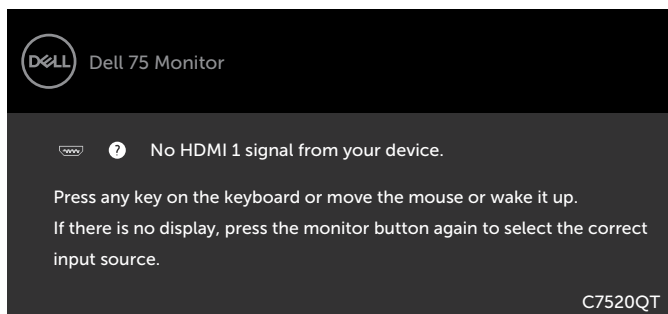 DELL Dell 75 Monitor
? No HDMI 1 signal from your device.
Press any key on the keyboard or move the mouse or wake it up.
If there is no display, press the monitor button again to select the correct
input source.
C7520QT